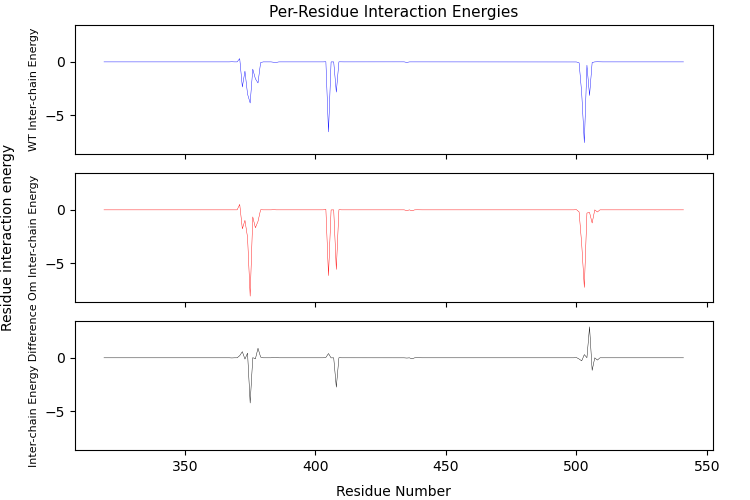 Per-Residue Interaction Energies
Residue interaction energy
WT Inter-chain Energy
0
−5
Om Inter-chain Energy
0
−5
Inter-chain Energy Difference
0
−5
350
400
450
500
550
Residue Number